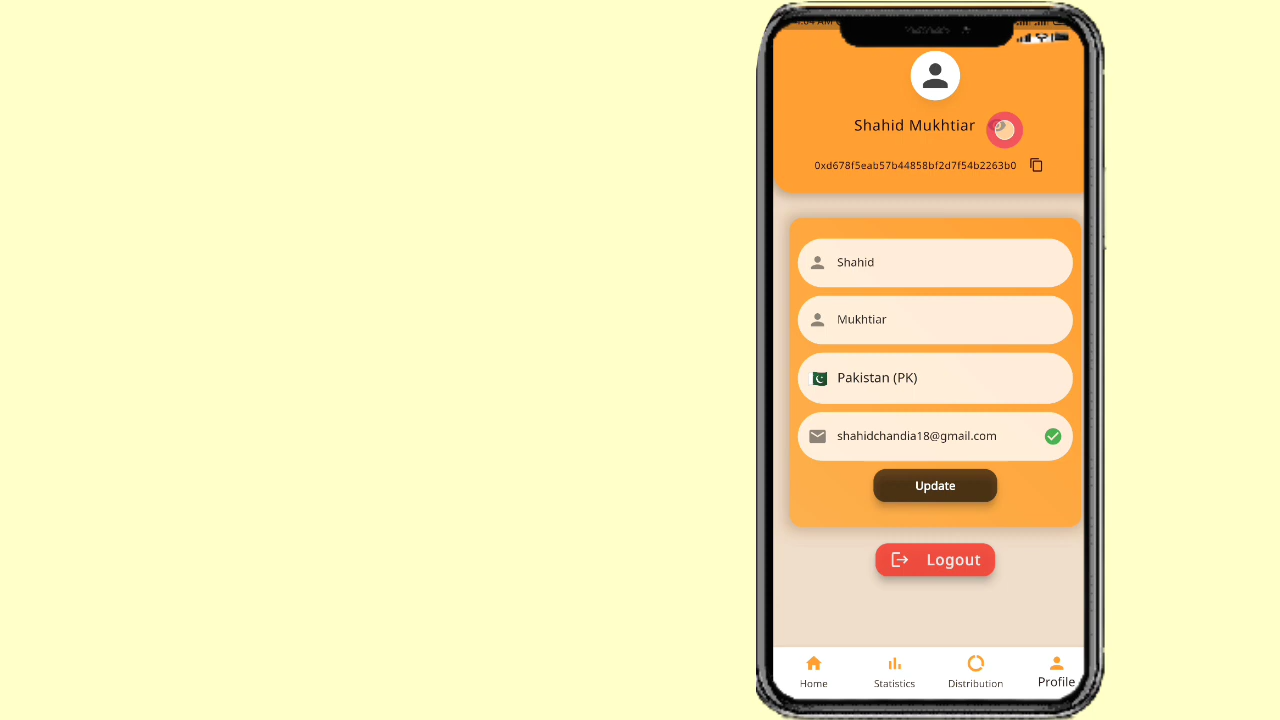 Shahid Mukhtiar
0xd678f5eab57b44858bf2d7f54b2263b0
Shahid
Mukhtiar
Pakistan (PK)
shahidchandia18@gmail.com
Update
Logout
Home
Statistics
Distribution
Profile